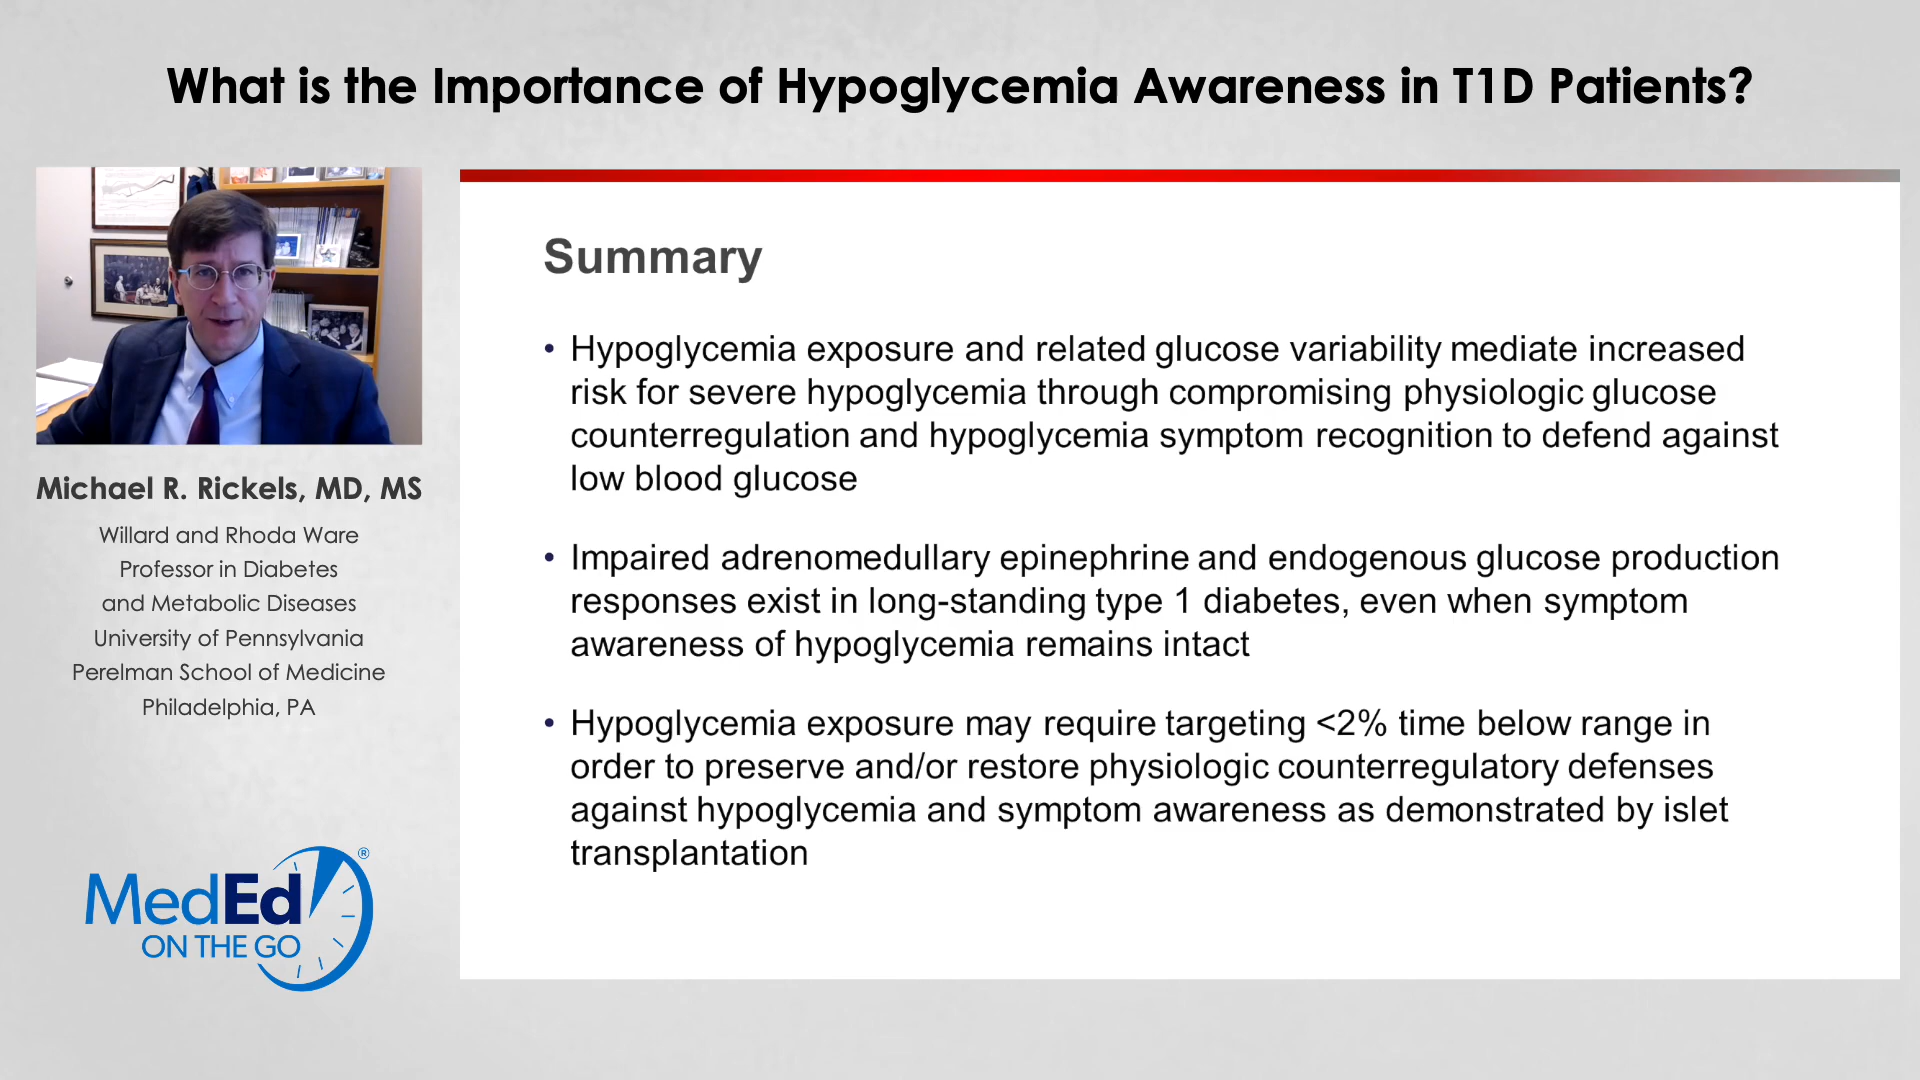 What is the Importance of Hypoglycemia Awareness in T1D Patients?
Michael R. Rickels, MD, MS
Willard and Rhoda Ware
Professor in Diabetes
and Metabolic Diseases
University of Pennsylvania
Perelman School of Medicine
Philadelphia, PA
MedEd®
ON THE GO
Summary
• Hypoglycemia exposure and related glucose variability mediate increased
risk for severe hypoglycemia through compromising physiologic glucose
counterregulation and hypoglycemia symptom recognition to defend against
low blood glucose
• Impaired adrenomedullary epinephrine and endogenous glucose production
responses exist in long-standing type 1 diabetes, even when symptom
awareness of hypoglycemia remains intact
• Hypoglycemia exposure may require targeting <2% time below range in
order to preserve and/or restore physiologic counterregulatory defenses
against hypoglycemia and symptom awareness as demonstrated by islet
transplantation